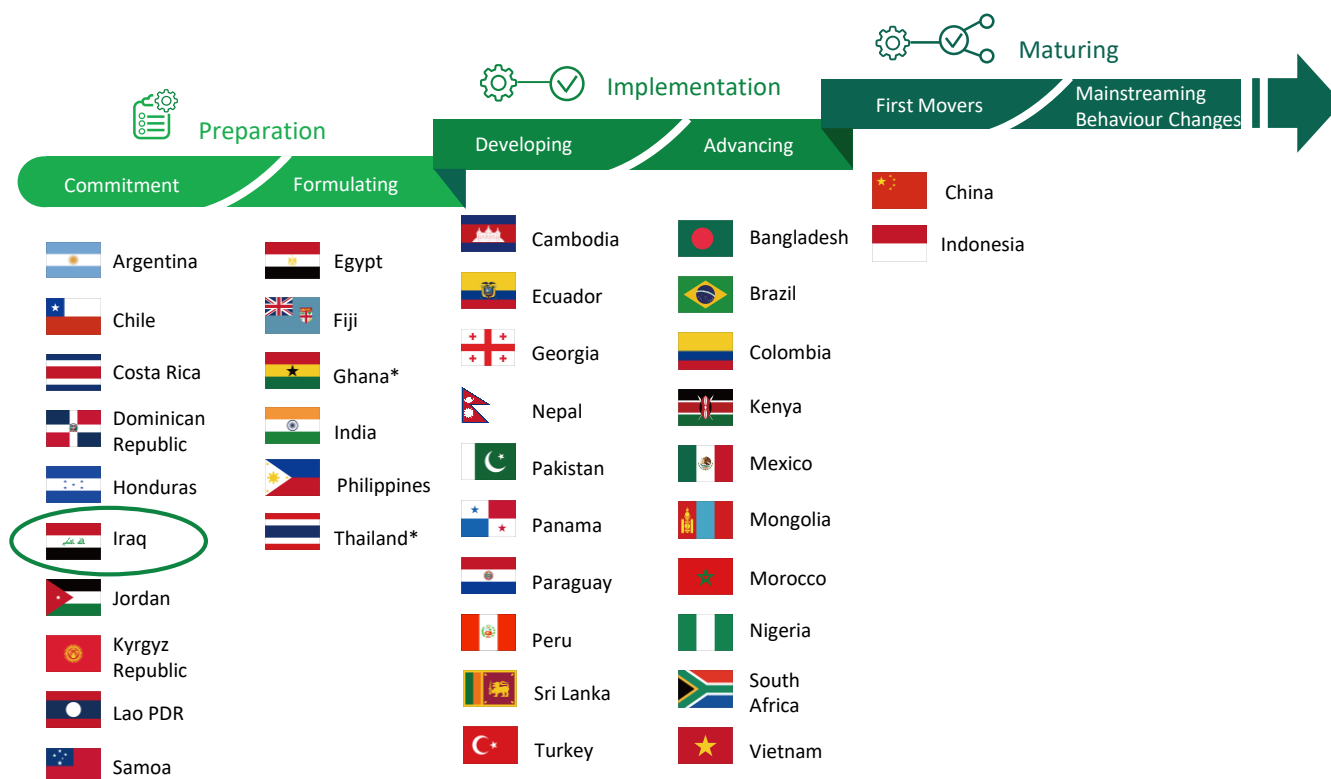 Maturing
Implementation
Preparation
First Movers
Mainstreaming
Behaviour Changes
Developing
Advancing
Commitment
Formulating
Argentina
Chile
Costa Rica
Dominican
Republic
Honduras
Iraq
Jordan
Kyrgyz
Republic
Lao PDR
Samoa
Egypt
Fiji
Ghana*
India
Philippines
Thailand*
Cambodia
Ecuador
Georgia
Nepal
Pakistan
Panama
Paraguay
Peru
Sri Lanka
Turkey
Bangladesh
Brazil
Colombia
Kenya
Mexico
Mongolia
Morocco
Nigeria
South
Africa
Vietnam
China
Indonesia